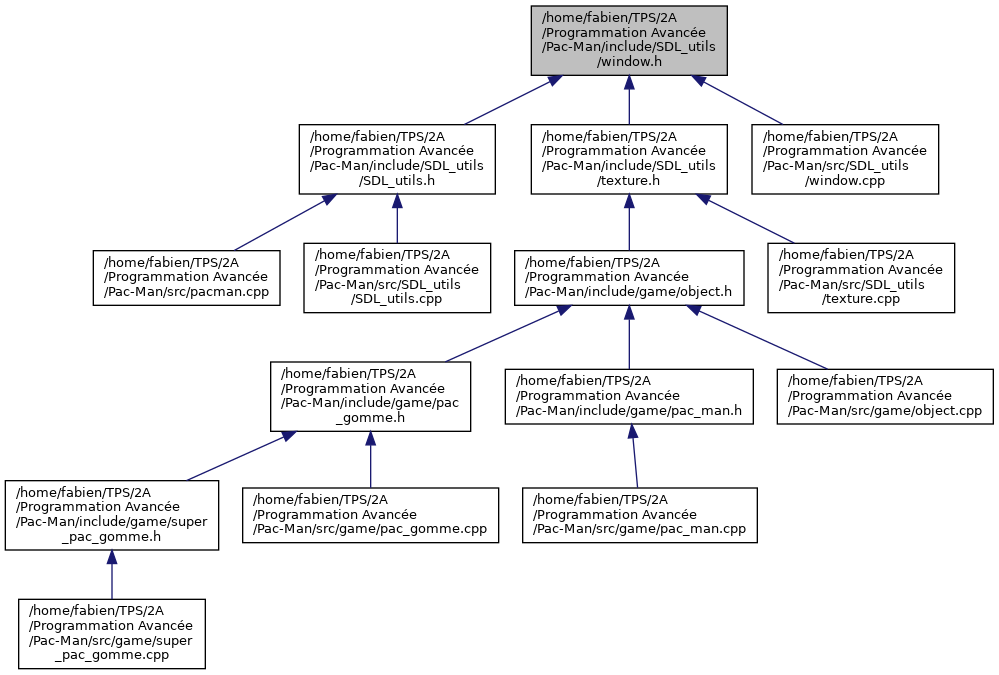 /home/fabien/TPS/2A
/Programmation Avancée
/Pac-Man/include/SDL_utils
/window.h
/home/fabien/TPS/2A
/Programmation Avancée
/Pac-Man/include/SDL_utils
/SDL_utils.h
/home/fabien/TPS/2A
/Programmation Avancée
/Pac-Man/include/SDL_utils
/texture.h
/home/fabien/TPS/2A
/Programmation Avancée
/Pac-Man/src/SDL_utils
/window.cpp
/home/fabien/TPS/2A
/Programmation Avancée
/Pac-Man/src/pacman.cpp
/home/fabien/TPS/2A
/Programmation Avancée
/Pac-Man/src/SDL_utils
/SDL_utils.cpp
/home/fabien/TPS/2A
/Programmation Avancée
/Pac-Man/include/game/object.h
/home/fabien/TPS/2A
/Programmation Avancée
/Pac-Man/src/SDL_utils
/texture.cpp
/home/fabien/TPS/2A
/Programmation Avancée
/Pac-Man/include/game/pac
_gomme.h
/home/fabien/TPS/2A
/Programmation Avancée
/Pac-Man/include/game/pac_man.h
/home/fabien/TPS/2A
/Programmation Avancée
/Pac-Man/src/game/object.cpp
/home/fabien/TPS/2A
/Programmation Avancée
/Pac-Man/include/game/super
_pac_gomme.h
/home/fabien/TPS/2A
/Programmation Avancée
/Pac-Man/src/game/pac_gomme.cpp
/home/fabien/TPS/2A
/Programmation Avancée
/Pac-Man/src/game/pac_man.cpp
/home/fabien/TPS/2A
/Programmation Avancée
/Pac-Man/src/game/super
_pac_gomme.cpp